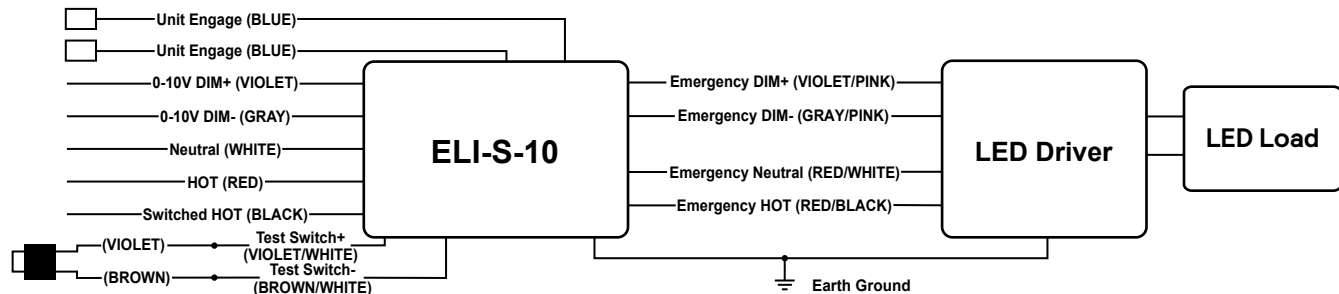 Unit Engage (BLUE)
Unit Engage (BLUE)
0-10V DIM+ (VIOLET)
0-10V DIM- (GRAY)
Neutral (WHITE)
HOT (RED)
Switched HOT (BLACK)
(VIOLET)
Test Switch+
(VIOLET/WHITE)
(BROWN)
Test Switch-
(BROWN/WHITE)
ELI-S-10
Emergency DIM+ (VIOLET/PINK)
Emergency DIM- (GRAY/PINK)
Emergency Neutral (RED/WHITE)
Emergency HOT (RED/BLACK)
LED Driver
LED Load
Earth Ground